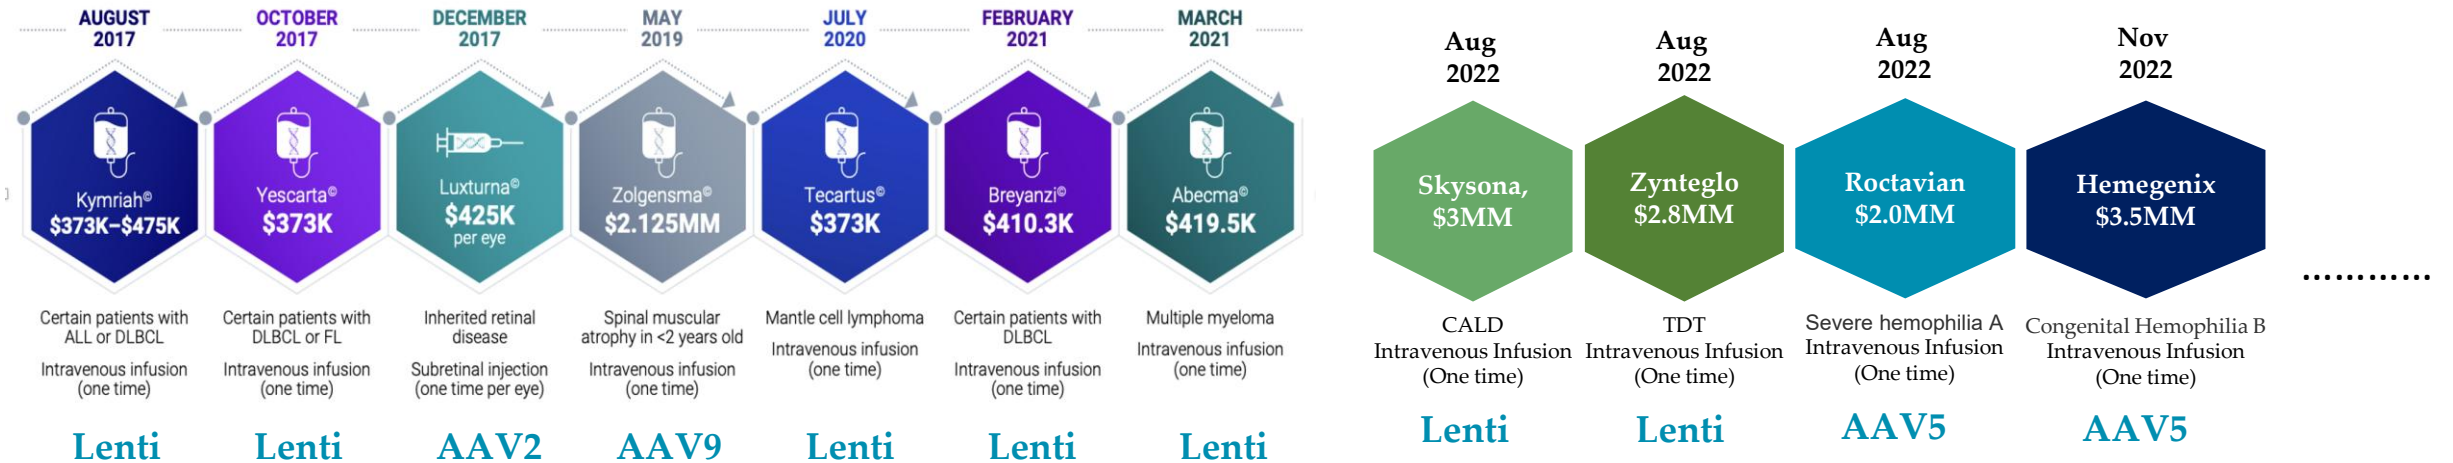 AUGUST
2017
Kymriah©
$373K–$475K
Certain patients with
ALL or DLBCL
Intravenous infusion
(one time)
Lenti
OCTOBER
2017
Yescarta©
$373K
Certain patients with
DLBCL or FL
Intravenous infusion
(one time)
Lenti
DECEMBER
2017
Luxturna©
$425K
per eye
Inherited retinal
disease
Subretinal injection
(one time per eye)
AAV2
MAY
2019
Zolgensma©
$2.125MM
Spinal muscular
atrophy in <2 years old
Intravenous infusion
(one time)
AAV9
JULY
2020
Tecartus©
$373K
Mantle cell lymphoma
Intravenous infusion
(one time)
Lenti
FEBRUARY
2021
Breyanzi©
$410.3K
Certain patients with
DLBCL
Intravenous infusion
(one time)
Lenti
MARCH
2021
Abecma©
$419.5K
Multiple myeloma
Intravenous infusion
(one time)
Lenti
Aug
2022
Skysona,
$3MM
CALD
Intravenous Infusion
(One time)
Lenti
Aug
2022
Zynteglo
$2.8MM
TDT
Intravenous Infusion
(One time)
Lenti
Aug
2022
Roctavian
$2.0MM
Severe hemophilia A
Intravenous Infusion
(One time)
AAV5
Nov
2022
Hemegenix
$3.5MM
Congenital Hemophilia B
Intravenous Infusion
(One time)
AAV5
…………